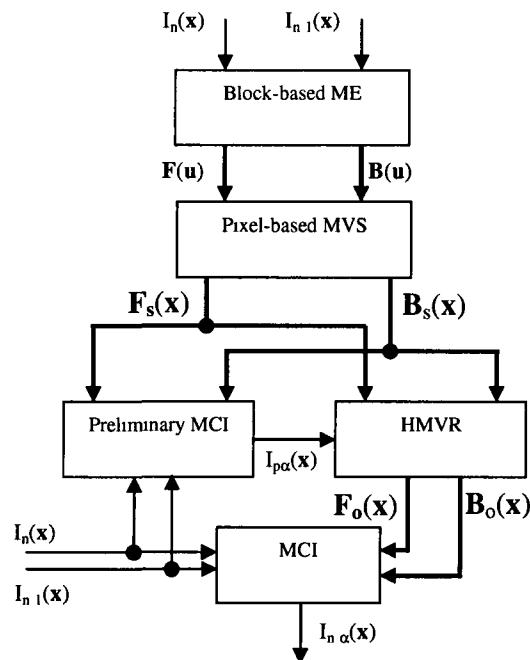 Iₙ(x) Iₙ ₁(x)
Block-based ME
F(u) B(u)
Pixel-based MVS
Fₛ(x) Bₛ(x)
Preliminary MCI HMVR
Ipα(x)
Fₒ(x) Bₒ(x)
Iₙ(x)
MCI
Iₙ ₁(x)
Iₙ α(x)